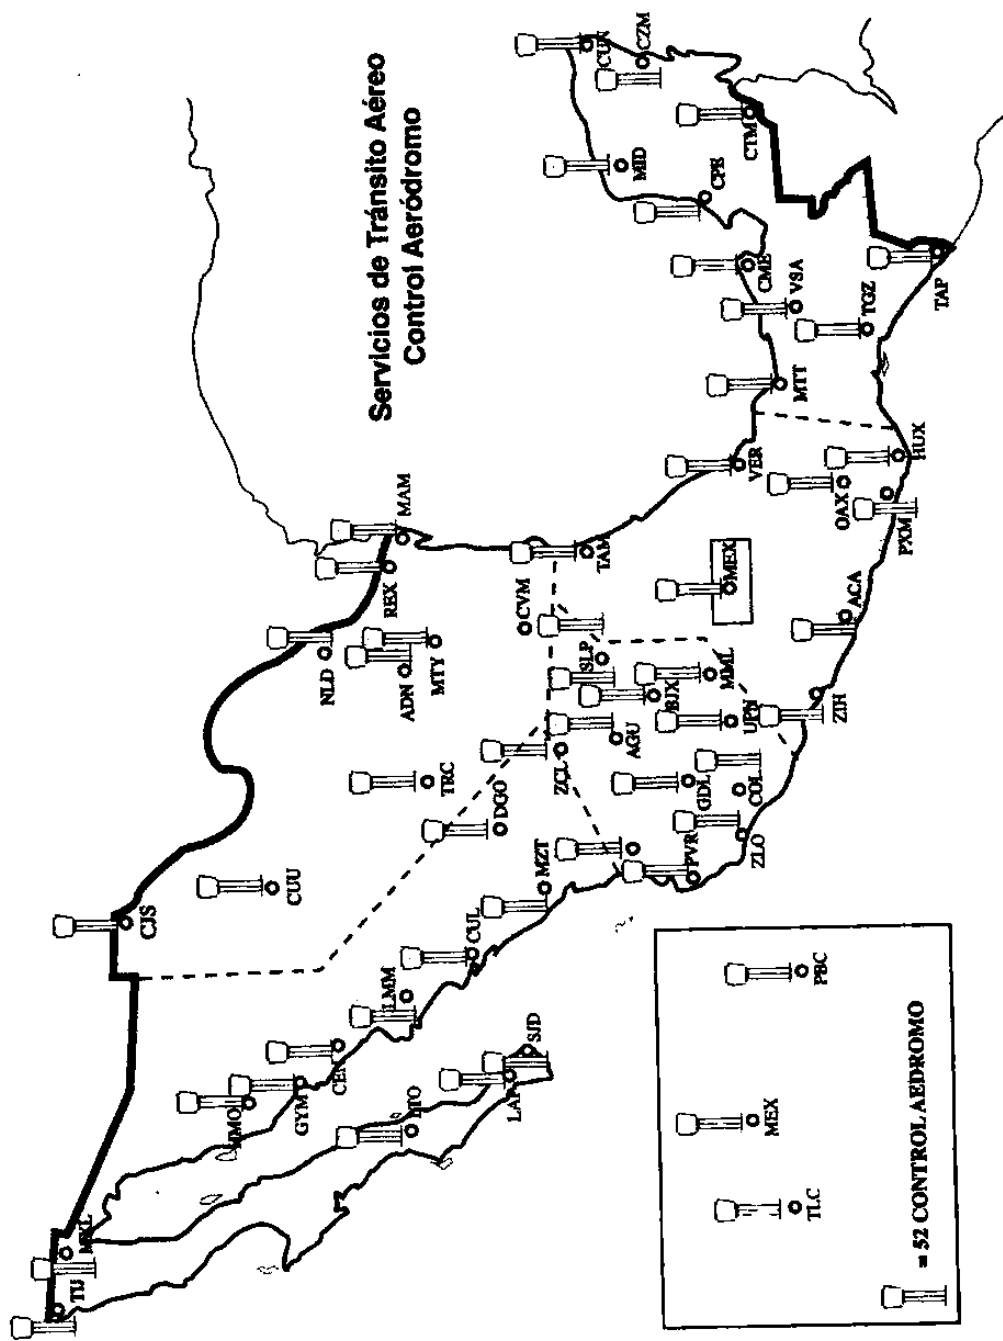 Servicios de Tránsito Aéreo
Control Aeródromo
TIJ
MXL
HMO
GYM
CEN
LTO
LAP
SJD
LMM
CUL
CJS
CUU
MZT
DGO
TRC
NLD
ADN
MTY
REX
MAM
CVM
TAM
SLP
ZCL
AGU
BJX
MML
UPN
GDL
COL
PVR
ZLO
ZIH
MEX
ACA
VER
OAX
PXM
HUX
MTT
VSA
TGZ
TAP
CME
CPE
MID
CTM
CUN
CZM
TLC
MEX
PBC
= 52 CONTROL AEDROMO